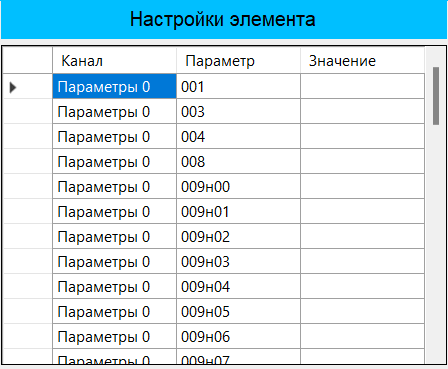 Настройки элемента
Канал Параметр Значение
Параметры 0 001
Параметры 0 003
Параметры 0 004
Параметры 0 008
Параметры 0 009н00
Параметры 0 009н01
Параметры 0 009н02
Параметры 0 009н03
Параметры 0 009н04
Параметры 0 009н05
Параметры 0 009н06
Параметры 0 009н07